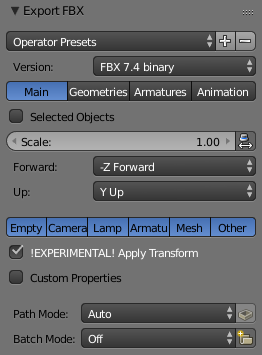 Export FBX
Operator Presets
Version: FBX 7.4 binary
Main Geometries Armatures Animation
Selected Objects
Scale: 1.00
Forward: -Z Forward
Up: Y Up
Empty Camera Lamp Armatu Mesh Other
!EXPERIMENTAL! Apply Transform
Custom Properties
Path Mode: Auto
Batch Mode: Off